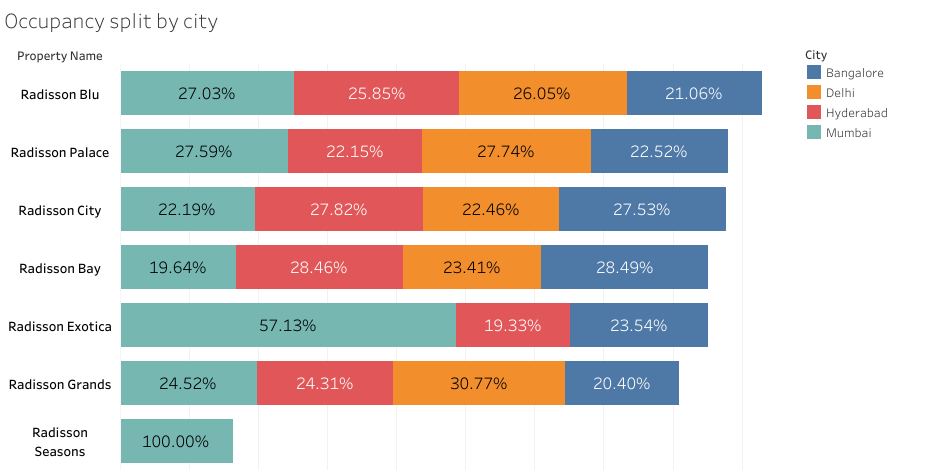 Occupancy split by city
Property Name
City
Bangalore
Delhi
Hyderabad
Mumbai
Radisson Blu 27.03% 25.85% 26.05% 21.06%
Radisson Palace 27.59% 22.15% 27.74% 22.52%
Radisson City 22.19% 27.82% 22.46% 27.53%
Radisson Bay 19.64% 28.46% 23.41% 28.49%
Radisson Exotica 57.13% 19.33% 23.54%
Radisson Grands 24.52% 24.31% 30.77% 20.40%
Radisson
Seasons
100.00%